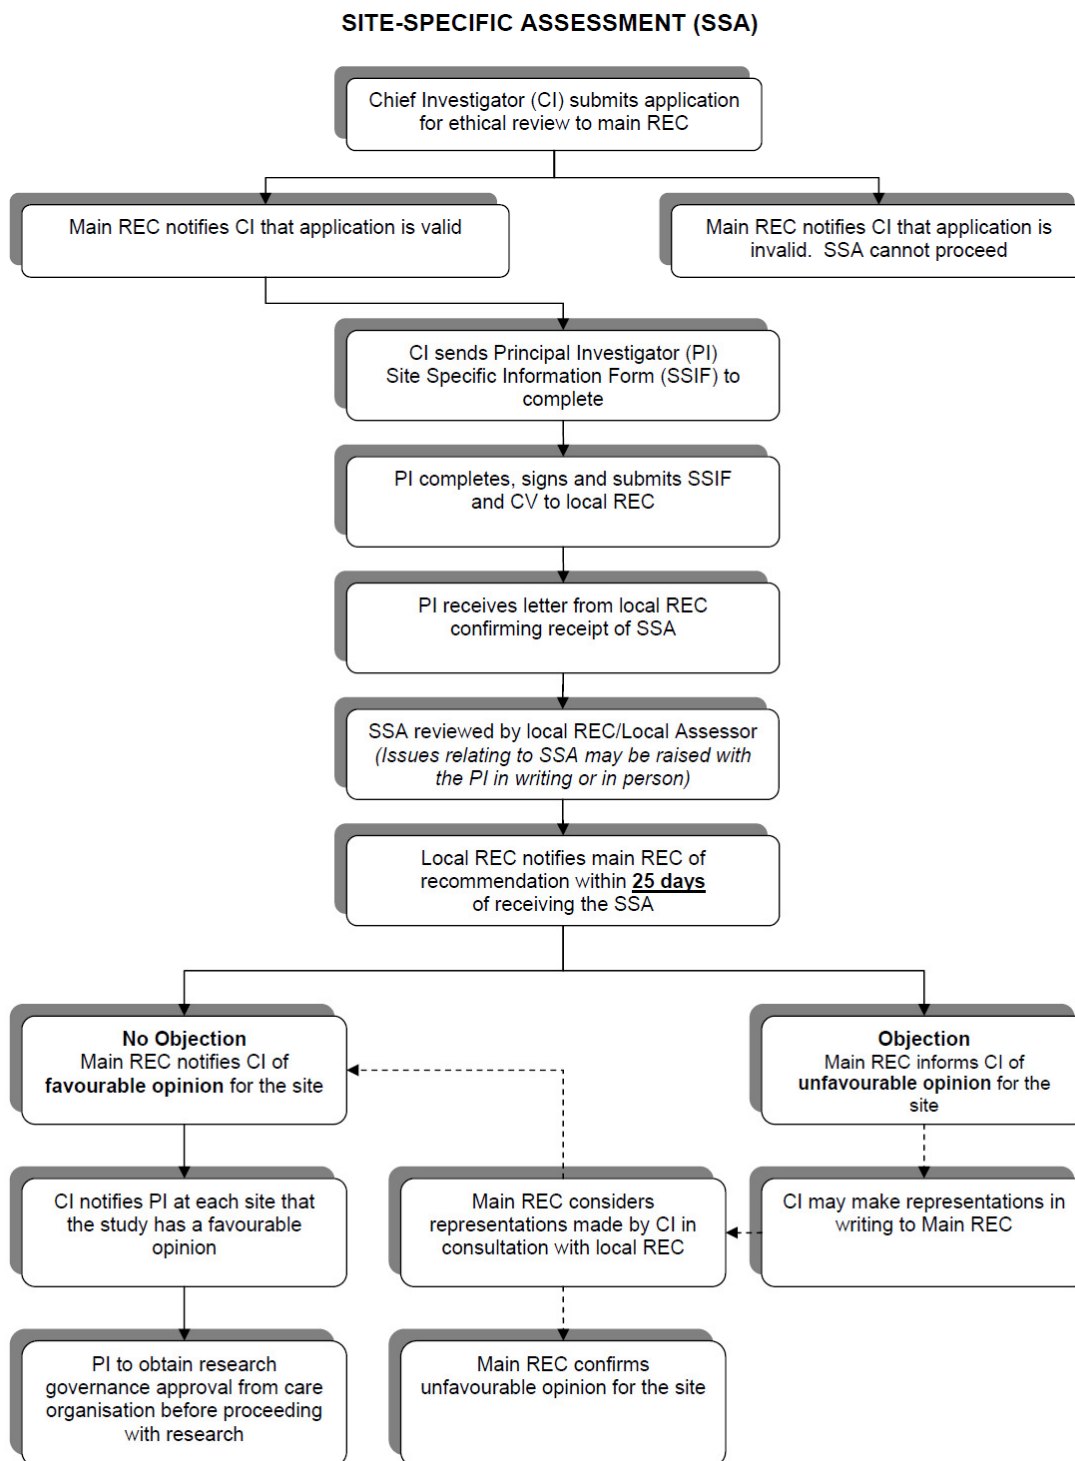 SITE-SPECIFIC ASSESSMENT (SSA)
Chief Investigator (CI) submits application
for ethical review to main REC
Main REC notifies CI that application is valid
Main REC notifies CI that application is
invalid.  SSA cannot proceed
CI sends Principal Investigator (PI)
Site Specific Information Form (SSIF) to
complete
PI completes, signs and submits SSIF
and CV to local REC
PI receives letter from local REC
confirming receipt of SSA
SSA reviewed by local REC/Local Assessor
(Issues relating to SSA may be raised with
the PI in writing or in person)
Local REC notifies main REC of
recommendation within 25 days
of receiving the SSA
No Objection
Main REC notifies CI of
favourable opinion for the site
Objection
Main REC informs CI of
unfavourable opinion for the
site
CI notifies PI at each site that
the study has a favourable
opinion
Main REC considers
representations made by CI in
consultation with local REC
CI may make representations in
writing to Main REC
PI to obtain research
governance approval from care
organisation before proceeding
with research
Main REC confirms
unfavourable opinion for the site